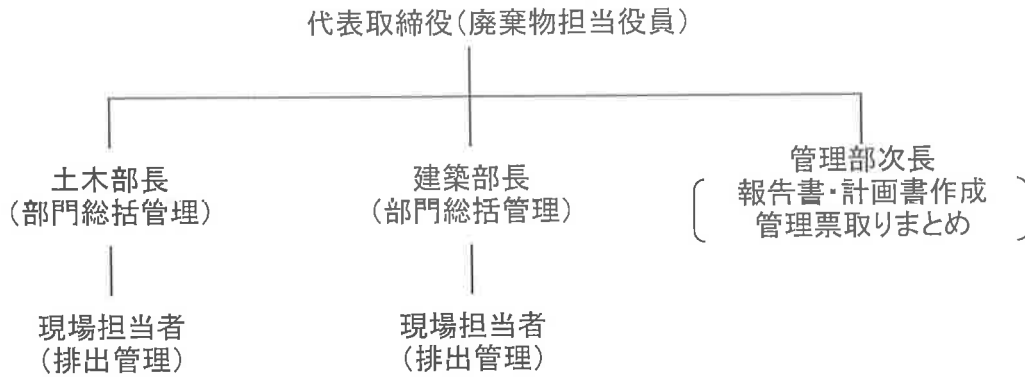 代表取締役(廃棄物担当役員)
土木部長
(部門総括管理)
建築部長
(部門総括管理)
管理部次長
報告書・計画書作成
管理票取りまとめ
現場担当者
(排出管理)
現場担当者
(排出管理)